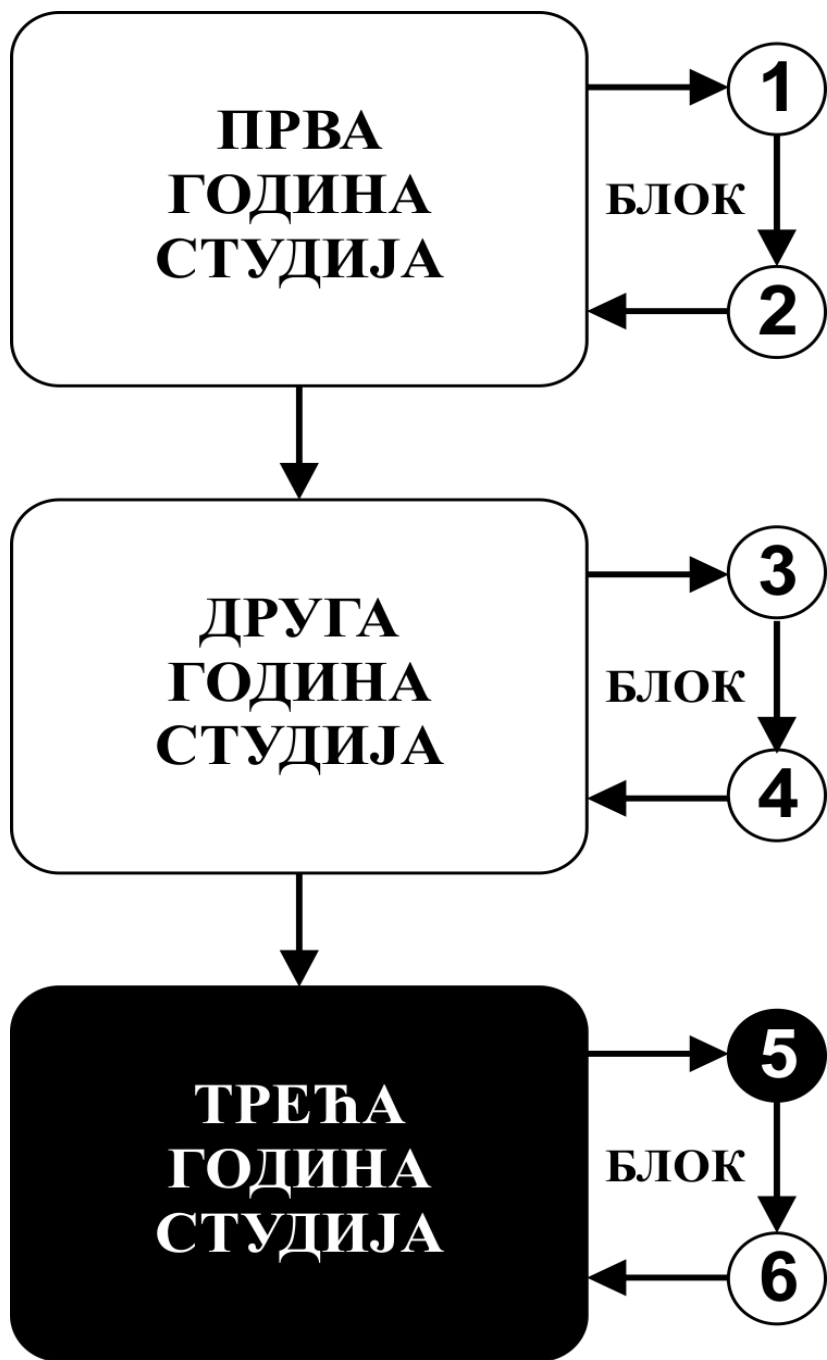 ПРВА
ГОДИНА
СТУДИЈА
1
БЛОК
2
ДРУГА
ГОДИНА
СТУДИЈА
3
БЛОК
4
ТРЕЋА
ГОДИНА
СТУДИЈА
5
БЛОК
6